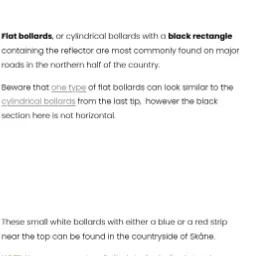 Flat bollards, or cylindrical bollards with a black rectangle
containing the reflector are most commonly found on major
roads in the northern half of the country.
Beware that one type of flat bollards can look similar to the
cylindrical bollards from the last tip, however the black
section here is not horizontal.
These small white bollards with either a blue or a red strip
near the top can be found in the countryside of Skåne.